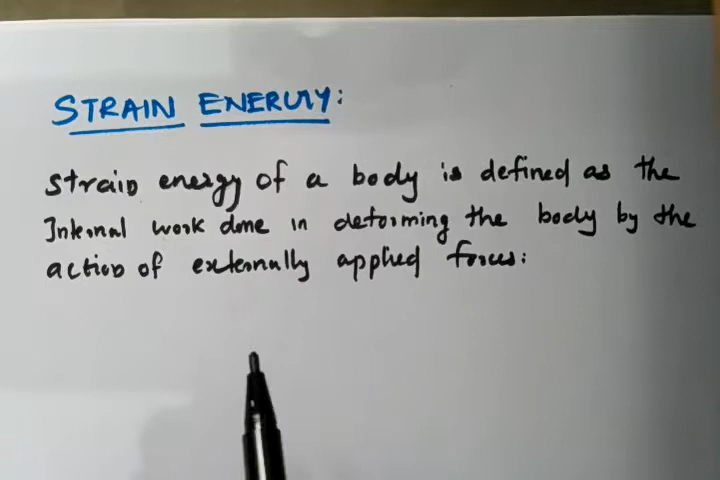 STRAIN ENERGY:
Strain energy of a body is defined as the
Internal work done in deforming the body by the
action of externally applied forces: